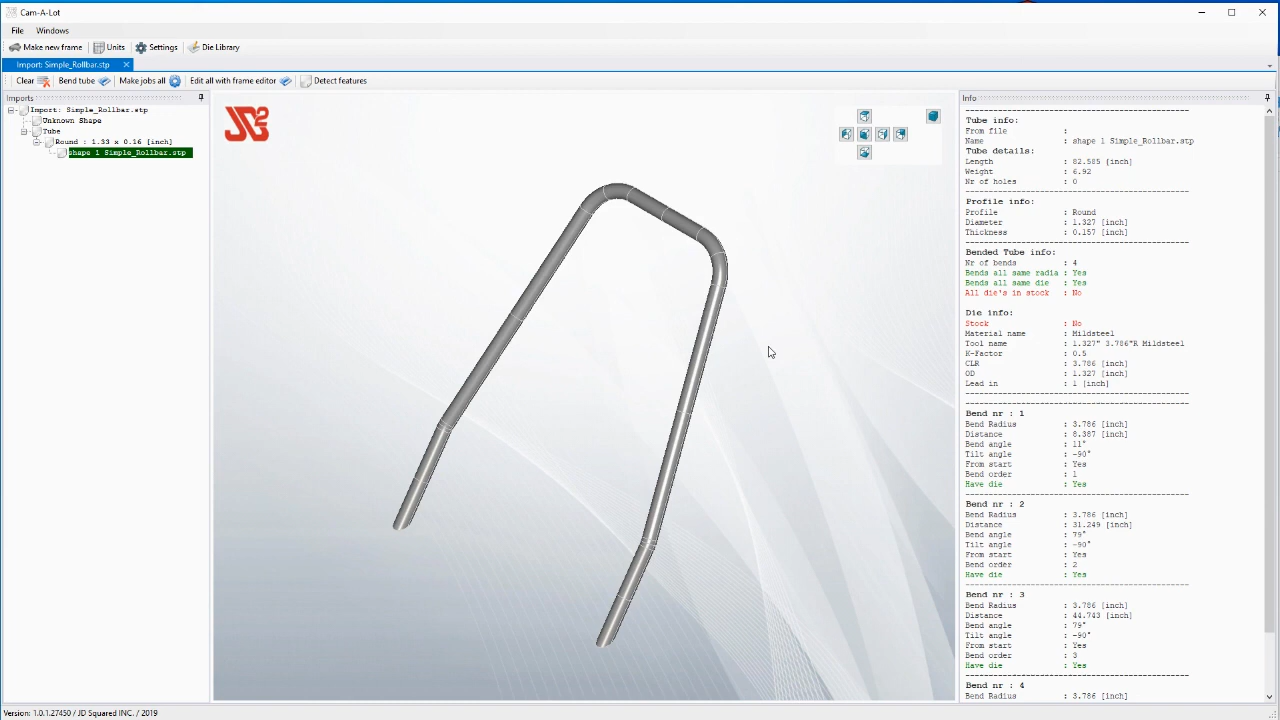 Cam-A-Lot
File Windows
Make new frame Units Settings Die Library
Import: Simple_Rollbar.stp
Clear Bend tube Make jobs all Edit all with frame editor Detect features
Imports
Import: Simple_Rollbar.stp
Unknown Shape
Tube
Round : 1.33 x 0.16 [inch]
shape 1 Simple_Rollbar.stp
JD2
Info
Tube info:
From file :
Name : shape 1 Simple_Rollbar.stp
Tube details:
Length : 82.585 [inch]
Weight : 6.92
Nr of holes : 0
Profile info:
Profile : Round
Diameter : 1.327 [inch]
Thickness : 0.157 [inch]
Bended Tube info:
Nr of bends : 4
Bends all same radia : Yes
Bends all same die : Yes
All die's in stock : No
Die info:
Stock : No
Material name : Mildsteel
Tool name : 1.327" 3.786"R Mildsteel
K-Factor : 0.5
CLR : 3.786 [inch]
OD : 1.327 [inch]
Lead in : 1 [inch]
Bend nr : 1
Bend Radius : 3.786 [inch]
Distance : 8.387 [inch]
Bend angle : 11°
Tilt angle : -90°
From start : Yes
Bend order : 1
Have die : Yes
Bend nr : 2
Bend Radius : 3.786 [inch]
Distance : 31.249 [inch]
Bend angle : 79°
Tilt angle : -90°
From start : Yes
Bend order : 2
Have die : Yes
Bend nr : 3
Bend Radius : 3.786 [inch]
Distance : 44.743 [inch]
Bend angle : 79°
Tilt angle : -90°
From start : Yes
Bend order : 3
Have die : Yes
Bend nr : 4
Bend Radius : 3.786 [inch]
Version: 1.0.1.27450 / JD Squared INC. / 2019